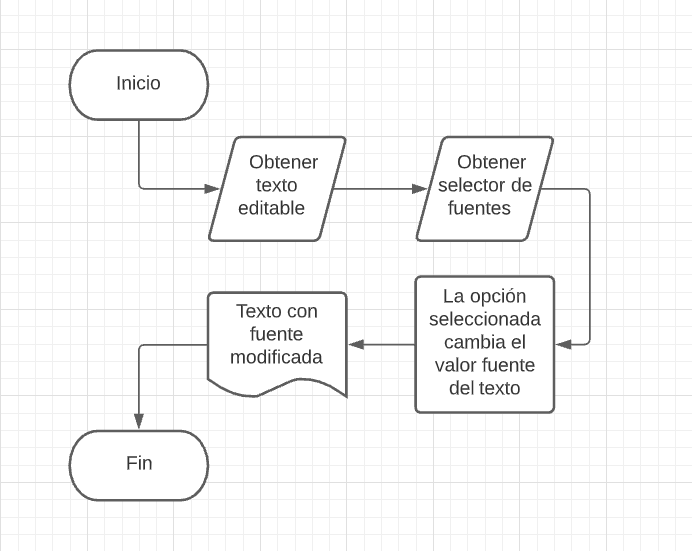 Inicio
Obtener
texto
editable
Obtener
selector de
fuentes
La opción
seleccionada
cambia el
valor fuente
del texto
Texto con
fuente
modificada
Fin